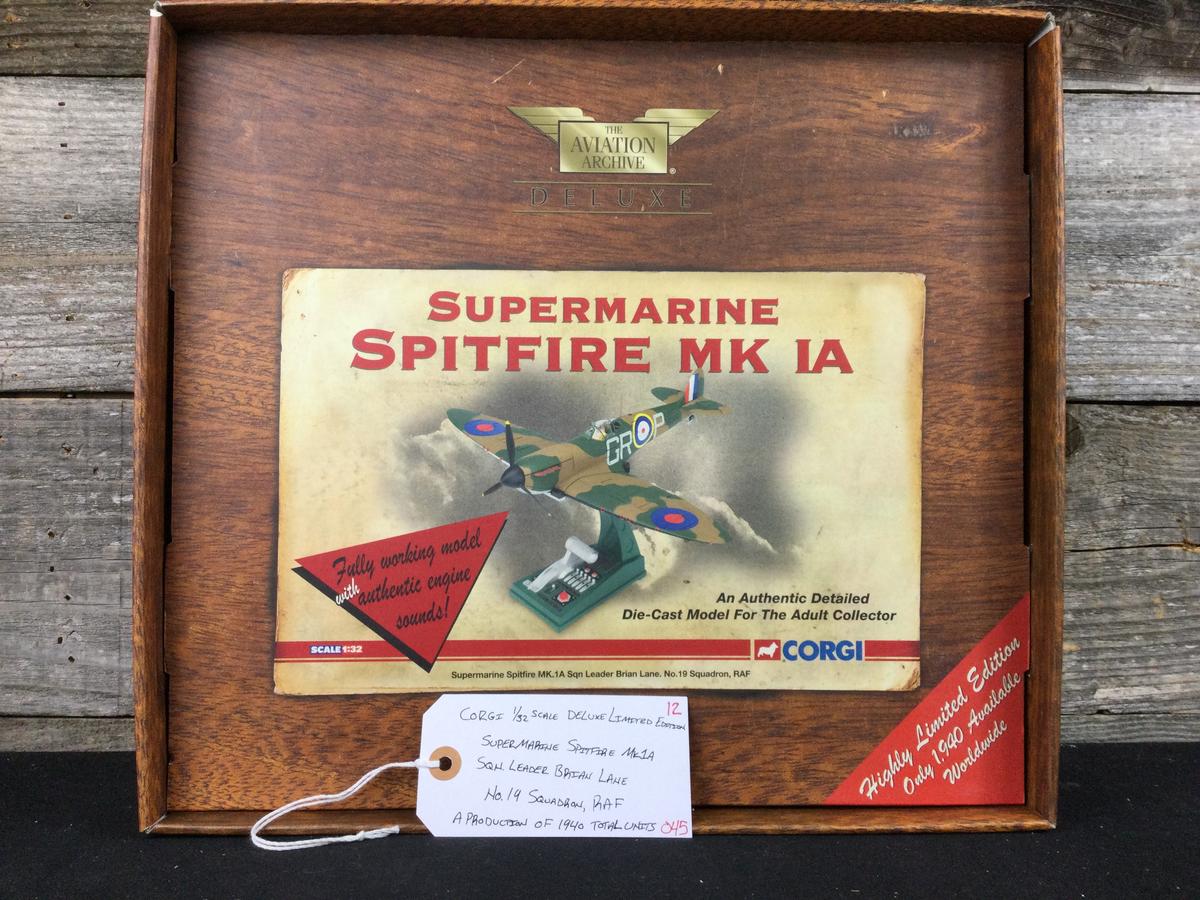 THE
AVIATION
ARCHIVE
®
DELUXE
SUPERMARINE
SPITFIRE MK IA
GR P
Fully working model
with authentic engine
sounds!
An Authentic Detailed
Die-Cast Model For The Adult Collector
SCALE 1:32
CORGI
Supermarine Spitfire MK.1A Sqn Leader Brian Lane. No.19 Squadron, RAF
Highly Limited Edition
Only 1,940 Available
Worldwide
12
CORGI 1/32 SCALE DELUXE LIMITED EDITION
SUPERMARINE SPITFIRE MK1A
SQN. LEADER BRIAN LANE
NO. 19 SQUADRON, RAF
A PRODUCTION OF 1940 TOTAL UNITS 045